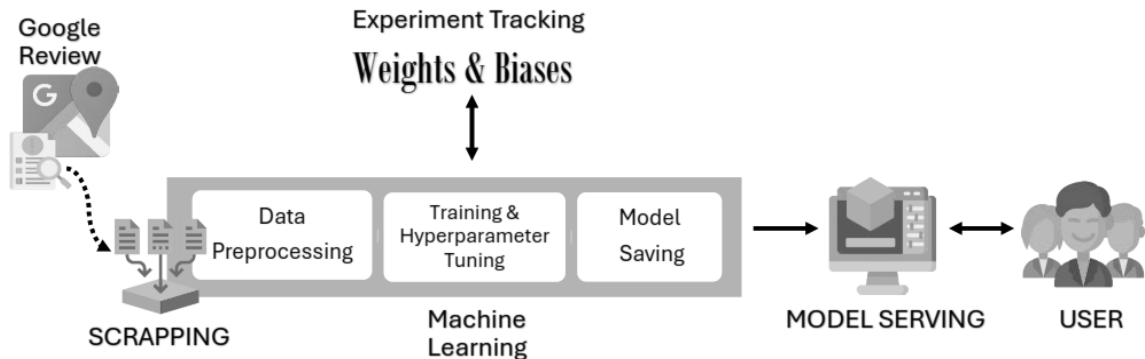 Google
Review
G
Experiment Tracking
Weights & Biases
Data
Preprocessing
Training &
Hyperparameter
Tuning
Model
Saving
SCRAPPING
Machine
Learning
MODEL SERVING
USER